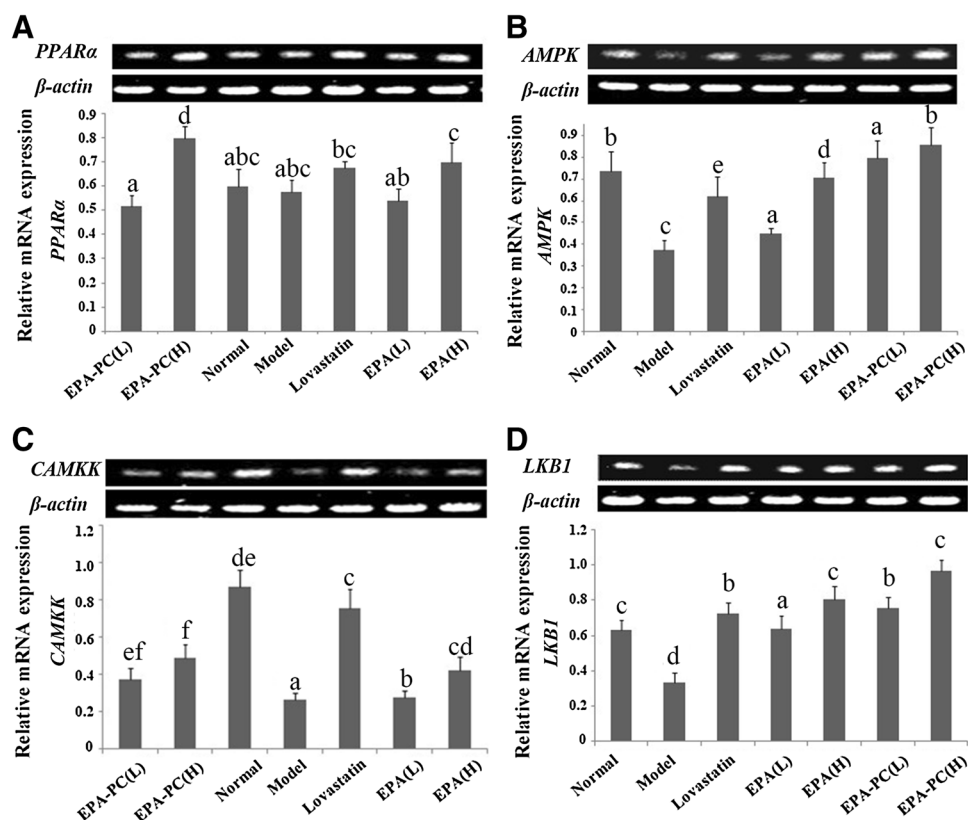 A
PPARα
β-actin
Relative mRNA expression
PPARα
0.9
0.8
0.7
0.6
0.5
0.4
0.3
0.2
0.1
0
a
d
abc
abc
bc
ab
c
EPA-PC(L)
EPA-PC(H)
Normal
Model
Lovastatin
EPA(L)
EPA(H)
B
AMPK
β-actin
Relative mRNA expression
AMPK
0.9
0.8
0.7
0.6
0.5
0.4
0.3
0.2
0.1
0
b
c
e
a
d
a
b
Normal
Model
Lovastatin
EPA(L)
EPA(H)
EPA-PC(L)
EPA-PC(H)
C
CAMKK
β-actin
Relative mRNA expression
CAMKK
1.2
1.0
0.8
0.6
0.4
0.2
0
ef
f
de
a
c
b
cd
EPA-PC(L)
EPA-PC(H)
Normal
Model
Lovastatin
EPA(L)
EPA(H)
D
LKB1
β-actin
Relative mRNA expression
LKB1
1.2
1.0
0.8
0.6
0.4
0.2
0
c
d
b
a
c
b
c
Normal
Model
Lovastatin
EPA(L)
EPA(H)
EPA-PC(L)
EPA-PC(H)